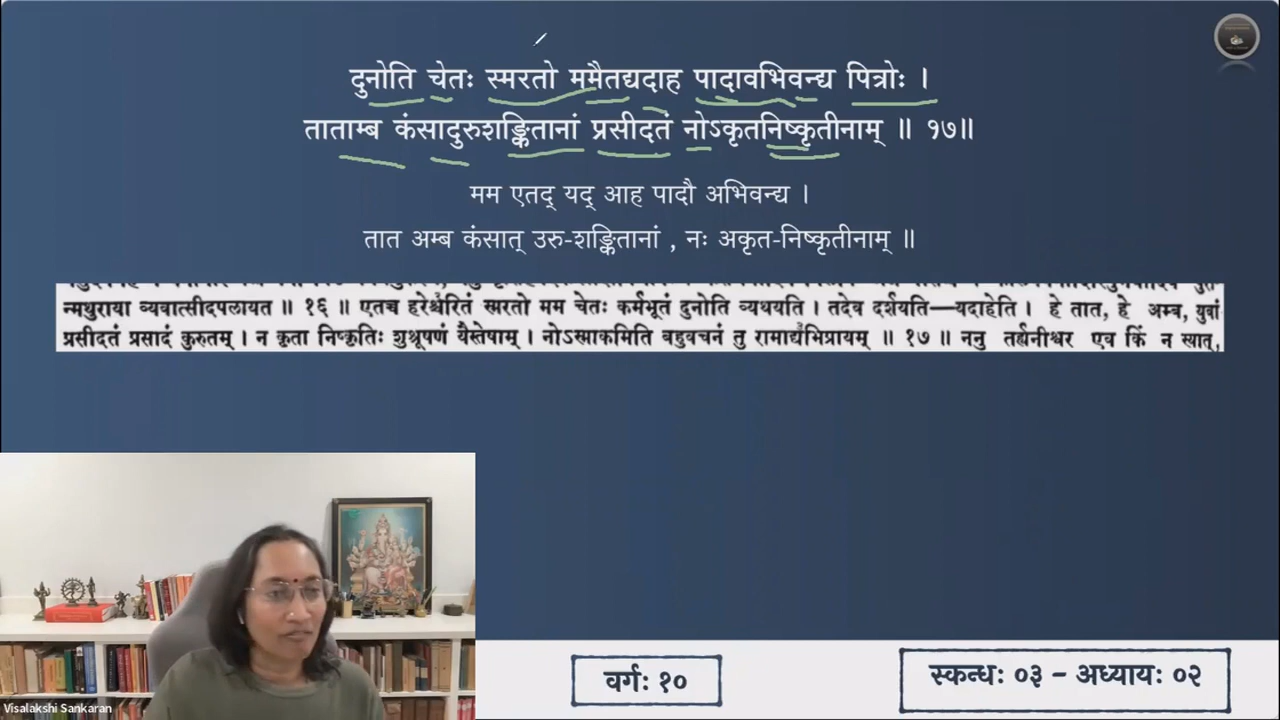 दुनोति चेतः स्मरतो ममैतद्यदाह पादावभिवन्द्य पित्रोः ।
ताताम्ब कंसादुरुशङ्कितानां प्रसीदतं नोऽकृतनिष्कृतीनाम् ॥ १७॥
मम एतद् यद् आह पादौ अभिवन्द्य ।
तात अम्ब कंसात् उरु-शङ्कितानां , नः अकृत-निष्कृतीनाम् ॥
न्मथुराया व्यवात्सीदपलायत ॥ १६ ॥ एतच्च हरेश्चरितं स्मरतो मम चेतः कर्मभूतं दुनोति व्यथयति । तदेव दर्शयति—यदाहेति । हे तात, हे अम्ब, युवां
प्रसीदतं प्रसादं कुरुतम् । न कृता निष्कृतिः शुश्रूषणं यैस्तेषाम् । नोऽस्माकमिति बहुवचनं तु रामाद्यभिप्रायम् ॥ १७ ॥ ननु तर्ह्यनीश्वर एव किं न स्यात्,
Visalakshi Sankaran
वर्गः १०
स्कन्धः ०३ - अध्यायः ०२